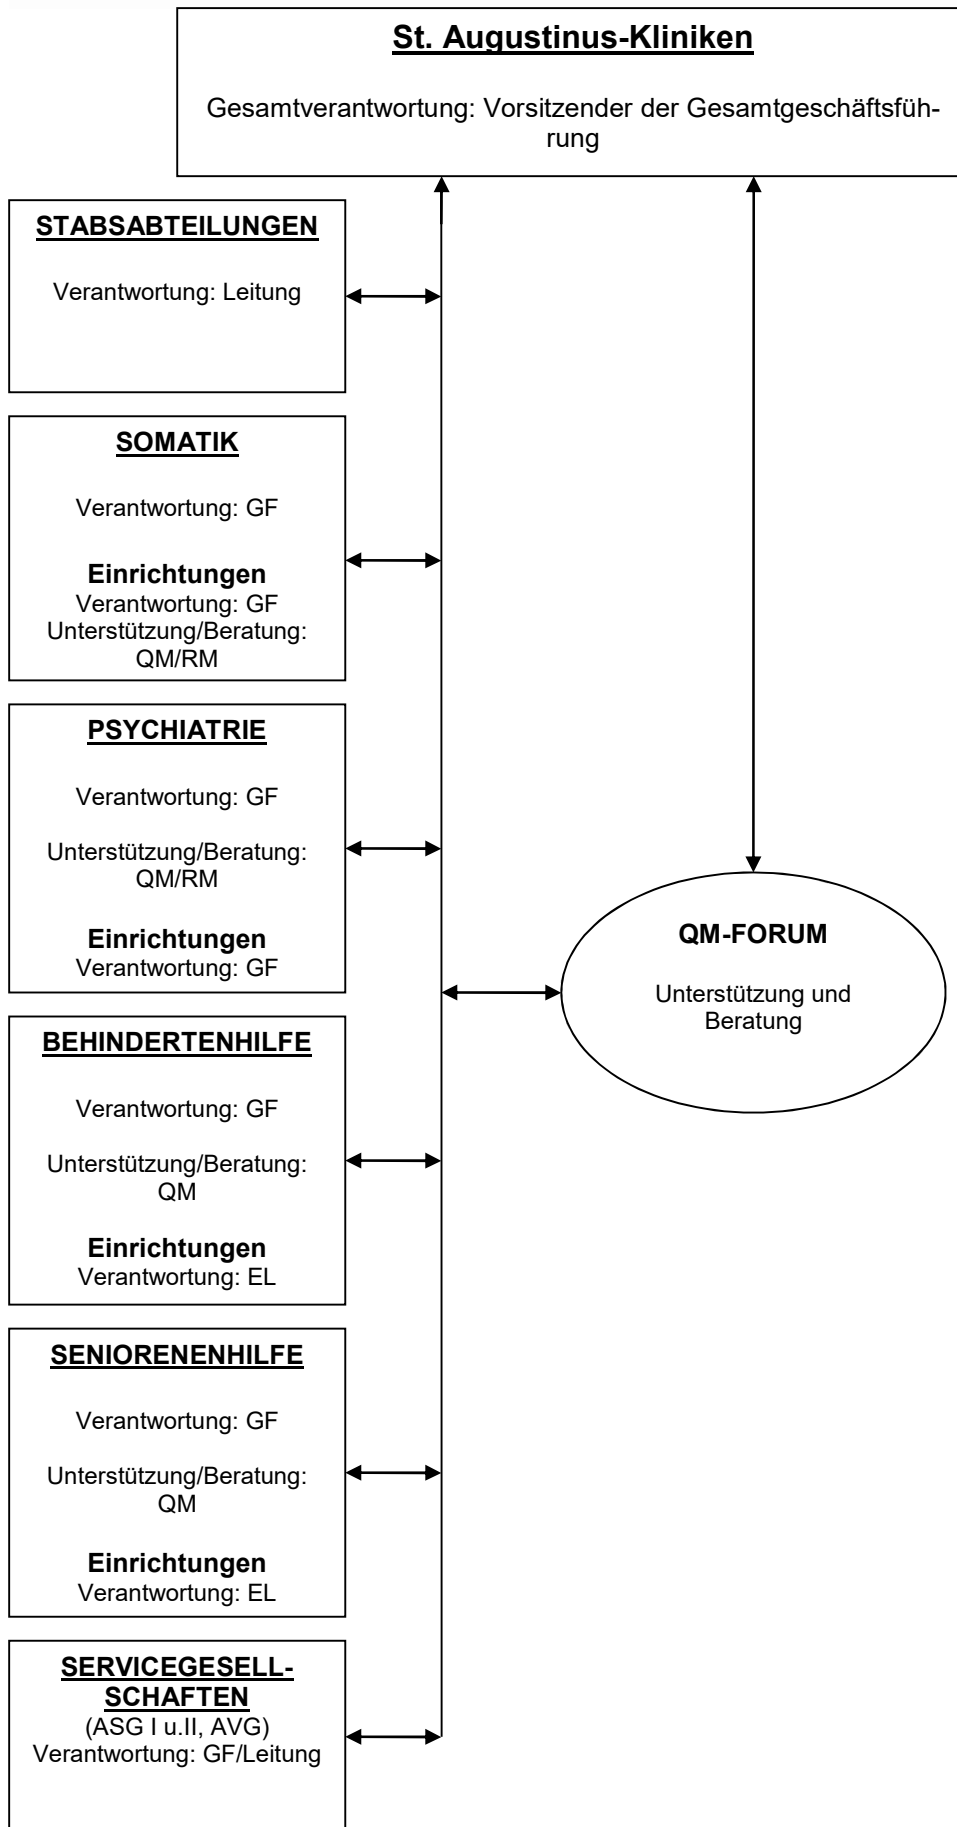 St. Augustinus-Kliniken
Gesamtverantwortung: Vorsitzender der Gesamtgeschäftsfüh-
rung
STABSABTEILUNGEN
Verantwortung: Leitung
SOMATIK
Verantwortung: GF
Einrichtungen
Verantwortung: GF
Unterstützung/Beratung:
QM/RM
PSYCHIATRIE
Verantwortung: GF
Unterstützung/Beratung:
QM/RM
Einrichtungen
Verantwortung: GF
QM-FORUM
Unterstützung und
Beratung
BEHINDERTENHILFE
Verantwortung: GF
Unterstützung/Beratung:
QM
Einrichtungen
Verantwortung: EL
SENIORENENHILFE
Verantwortung: GF
Unterstützung/Beratung:
QM
Einrichtungen
Verantwortung: EL
SERVICEGESELL-
SCHAFTEN
(ASG I u.II, AVG)
Verantwortung: GF/Leitung